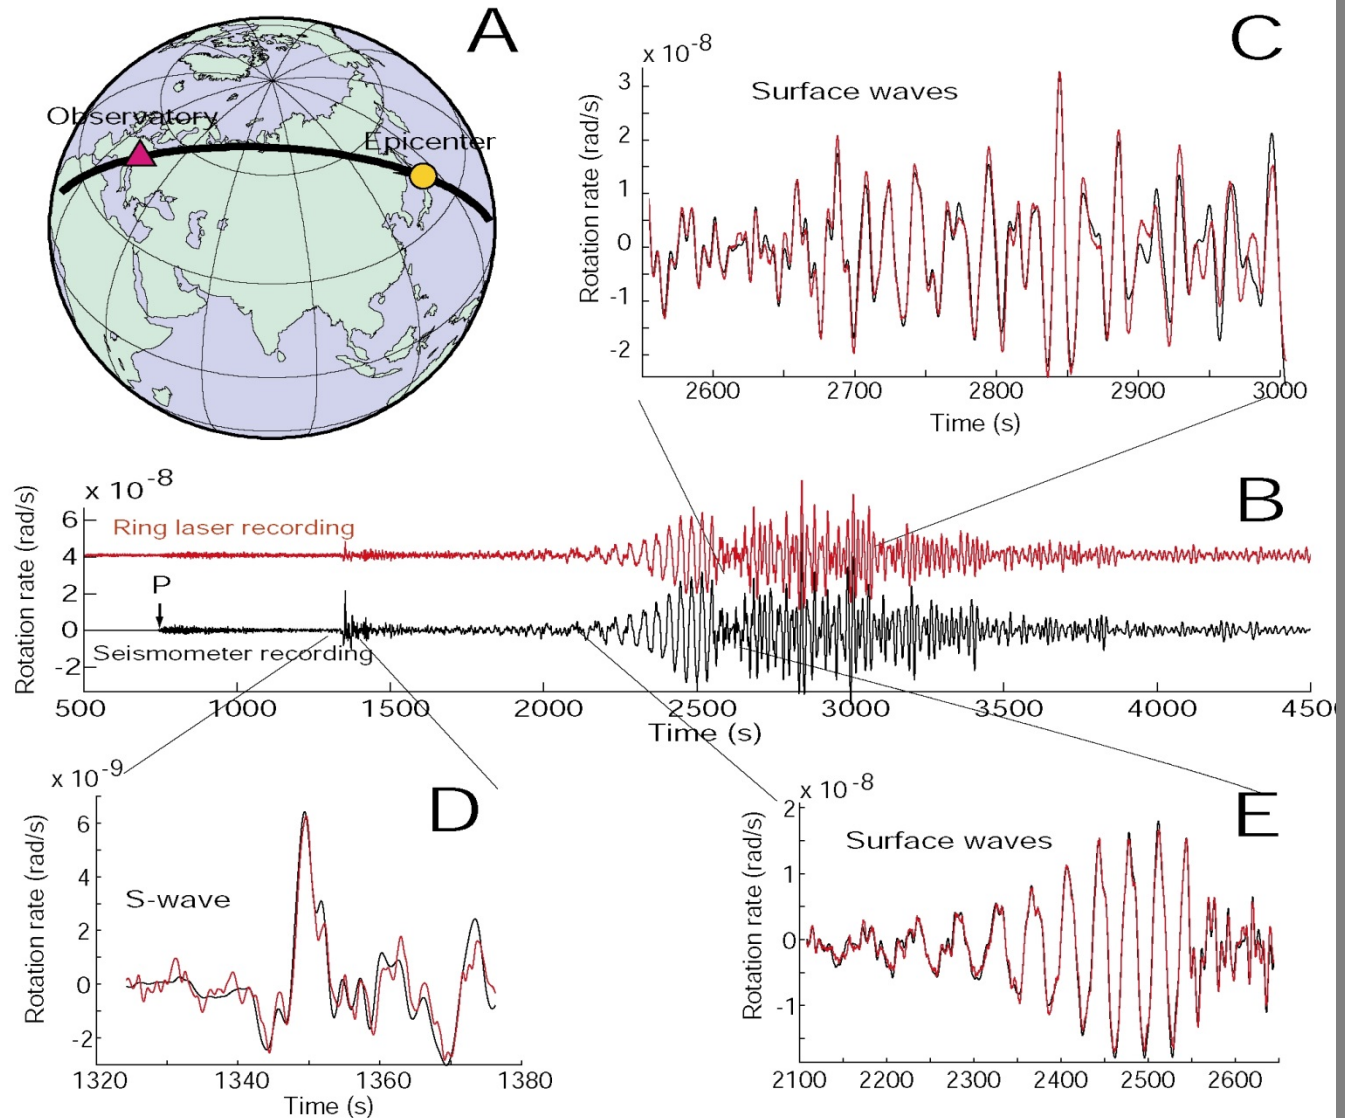 A
Observatory
Epicenter
C
x 10-8
Surface waves
Rotation rate (rad/s)
3
2
1
0
-1
-2
2600 2700 2800 2900 3000
Time (s)
B
x 10-8
Rotation rate (rad/s)
6
4
2
0
-2
Ring laser recording
P
Seismometer recording
500 1000 1500 2000 2500 3000 3500 4000 450
Time (s)
D
x 10-9
Rotation rate (rad/s)
6
4
2
0
-2
S-wave
1320 1340 1360 1380
Time (s)
E
x 10-8
Surface waves
Rotation rate (rad/s)
2
1
0
-1
2100 2200 2300 2400 2500 2600